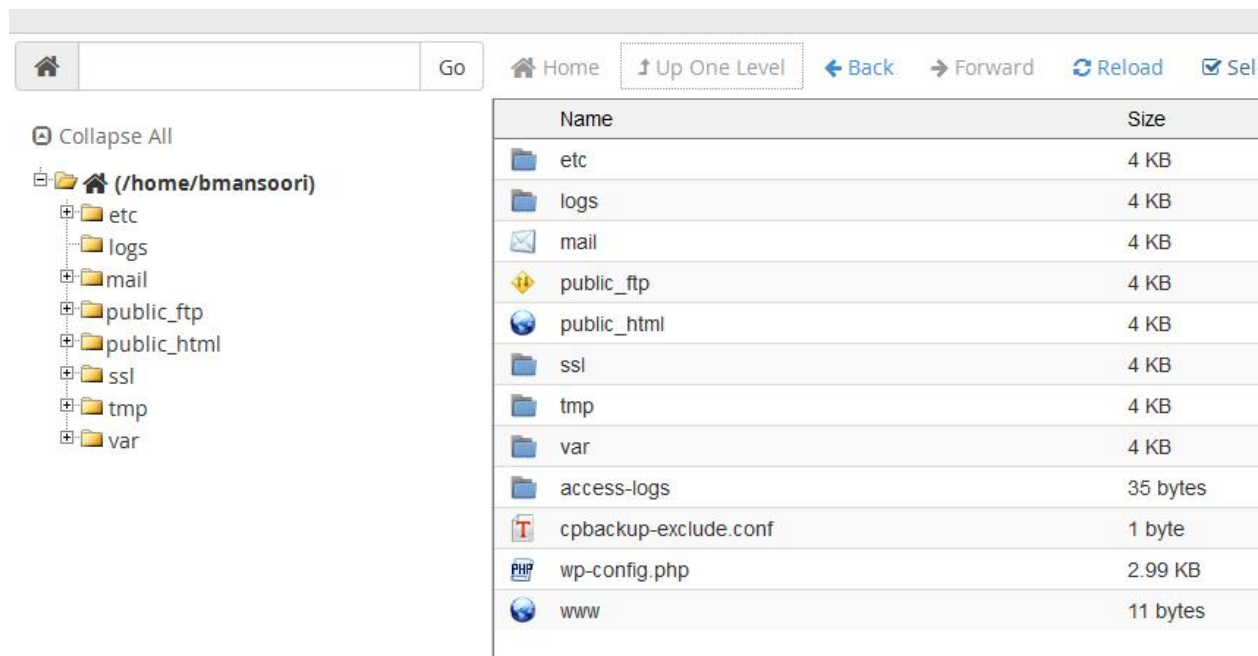 Go Home Up One Level Back Forward Reload Sel
Collapse All
(/home/bmansoori)
etc
logs
mail
public_ftp
public_html
ssl
tmp
var
Name Size
etc 4 KB
logs 4 KB
mail 4 KB
public_ftp 4 KB
public_html 4 KB
ssl 4 KB
tmp 4 KB
var 4 KB
access-logs 35 bytes
T cpbackup-exclude.conf 1 byte
PHP wp-config.php 2.99 KB
www 11 bytes